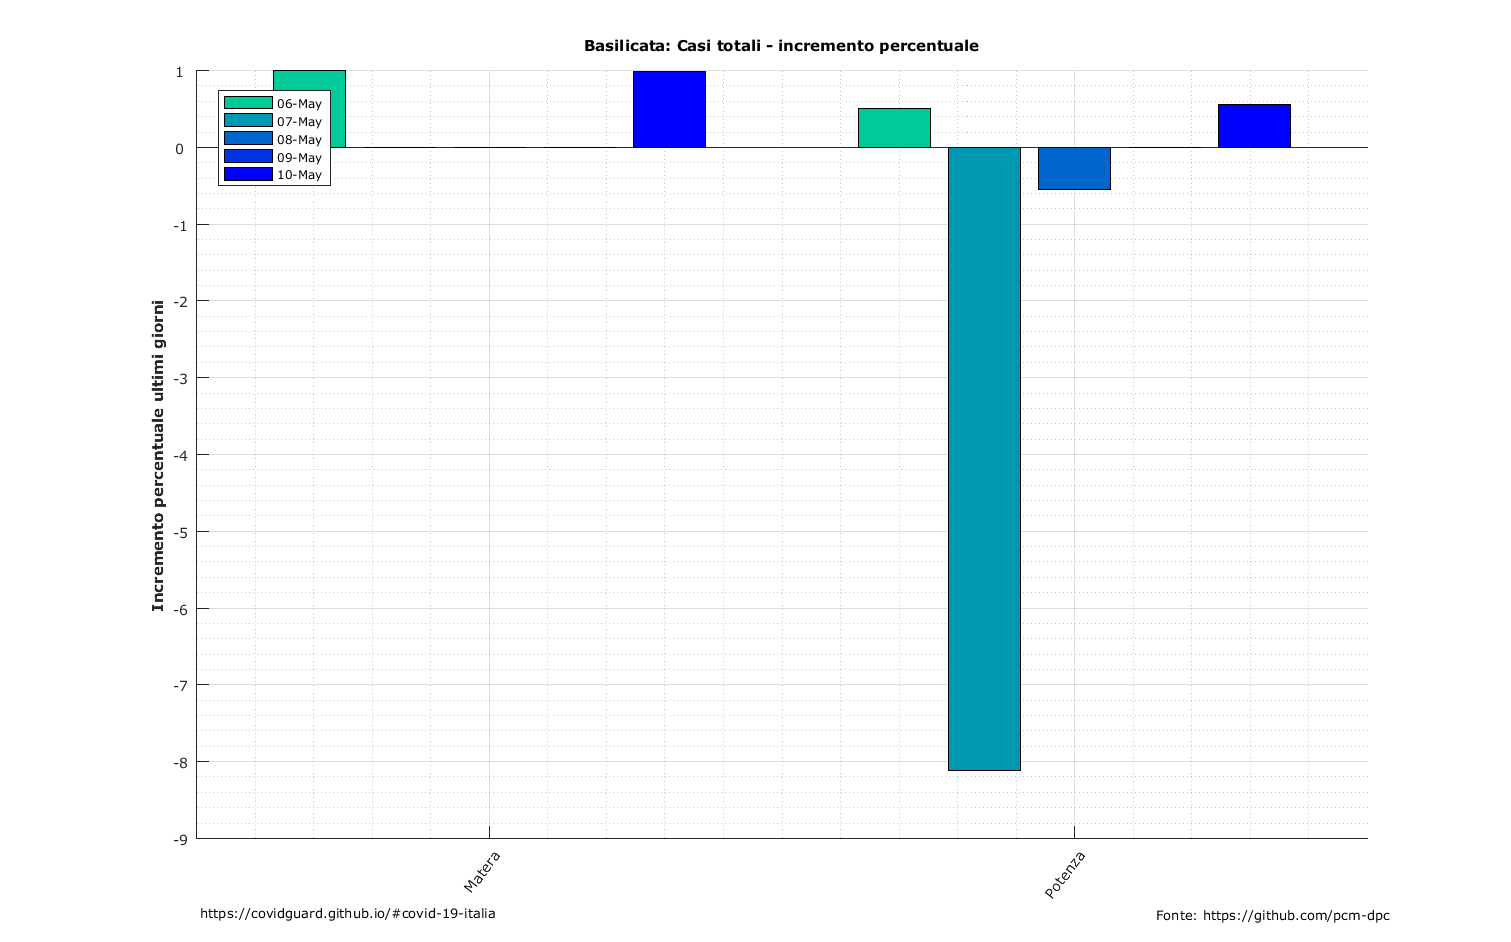 Basilicata: Casi totali - incremento percentuale
Incremento percentuale ultimi giorni
1
0
-1
-2
-3
-4
-5
-6
-7
-8
-9
06-May
07-May
08-May
09-May
10-May
Matera
Potenza
https://covidguard.github.io/#covid-19-italia
Fonte: https://github.com/pcm-dpc